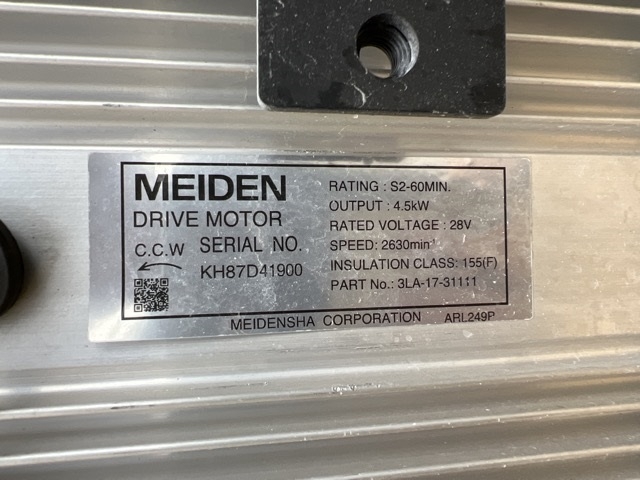 MEIDEN
DRIVE MOTOR
C.C.W SERIAL NO.
KH87D41900
RATING : S2-60MIN.
OUTPUT : 4.5kW
RATED VOLTAGE : 28V
SPEED: 2630min⁻¹
INSULATION CLASS: 155(F)
PART No.: 3LA-17-31111
MEIDENSHA CORPORATION ARL249P